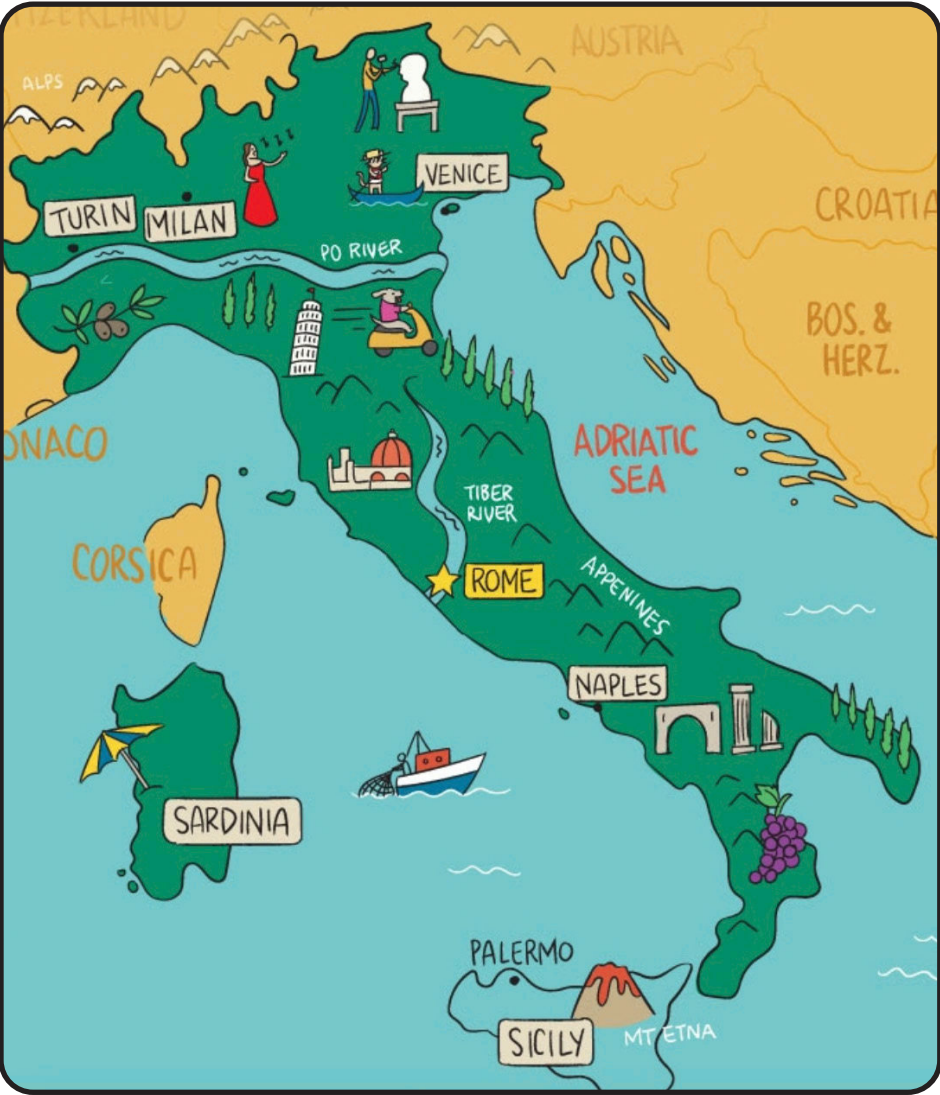 AUSTRIA
ALPS
VENICE
CROATIA
TURIN
MILAN
PO RIVER
BOS. &
HERZ.
ONACO
ADRIATIC
SEA
TIBER
RIVER
CORSICA
ROME
APPENINES
NAPLES
SARDINIA
PALERMO
SICILY
MT ETNA